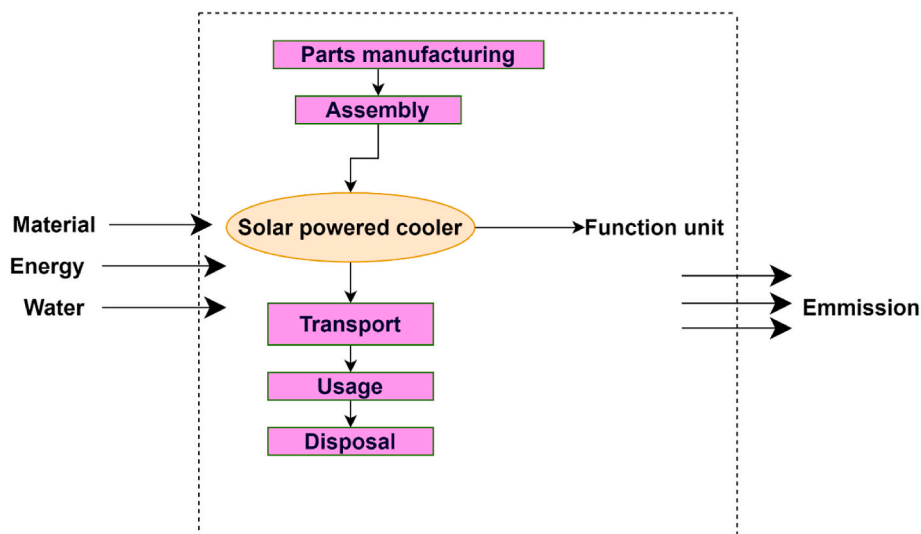 Parts manufacturing
Assembly
Material
Solar powered cooler
Function unit
Energy
Water
Transport
Emmission
Usage
Disposal